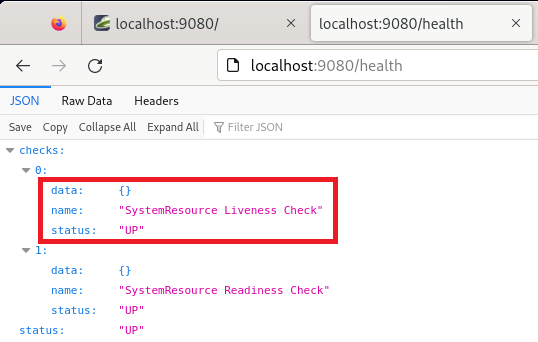 localhost:9080/
localhost:9080/health
localhost:9080/health
JSON Raw Data Headers
Save Copy Collapse All Expand All Filter JSON
checks:
0:
data: {}
name: "SystemResource Liveness Check"
status: "UP"
1:
data: {}
name: "SystemResource Readiness Check"
status: "UP"
status: "UP"